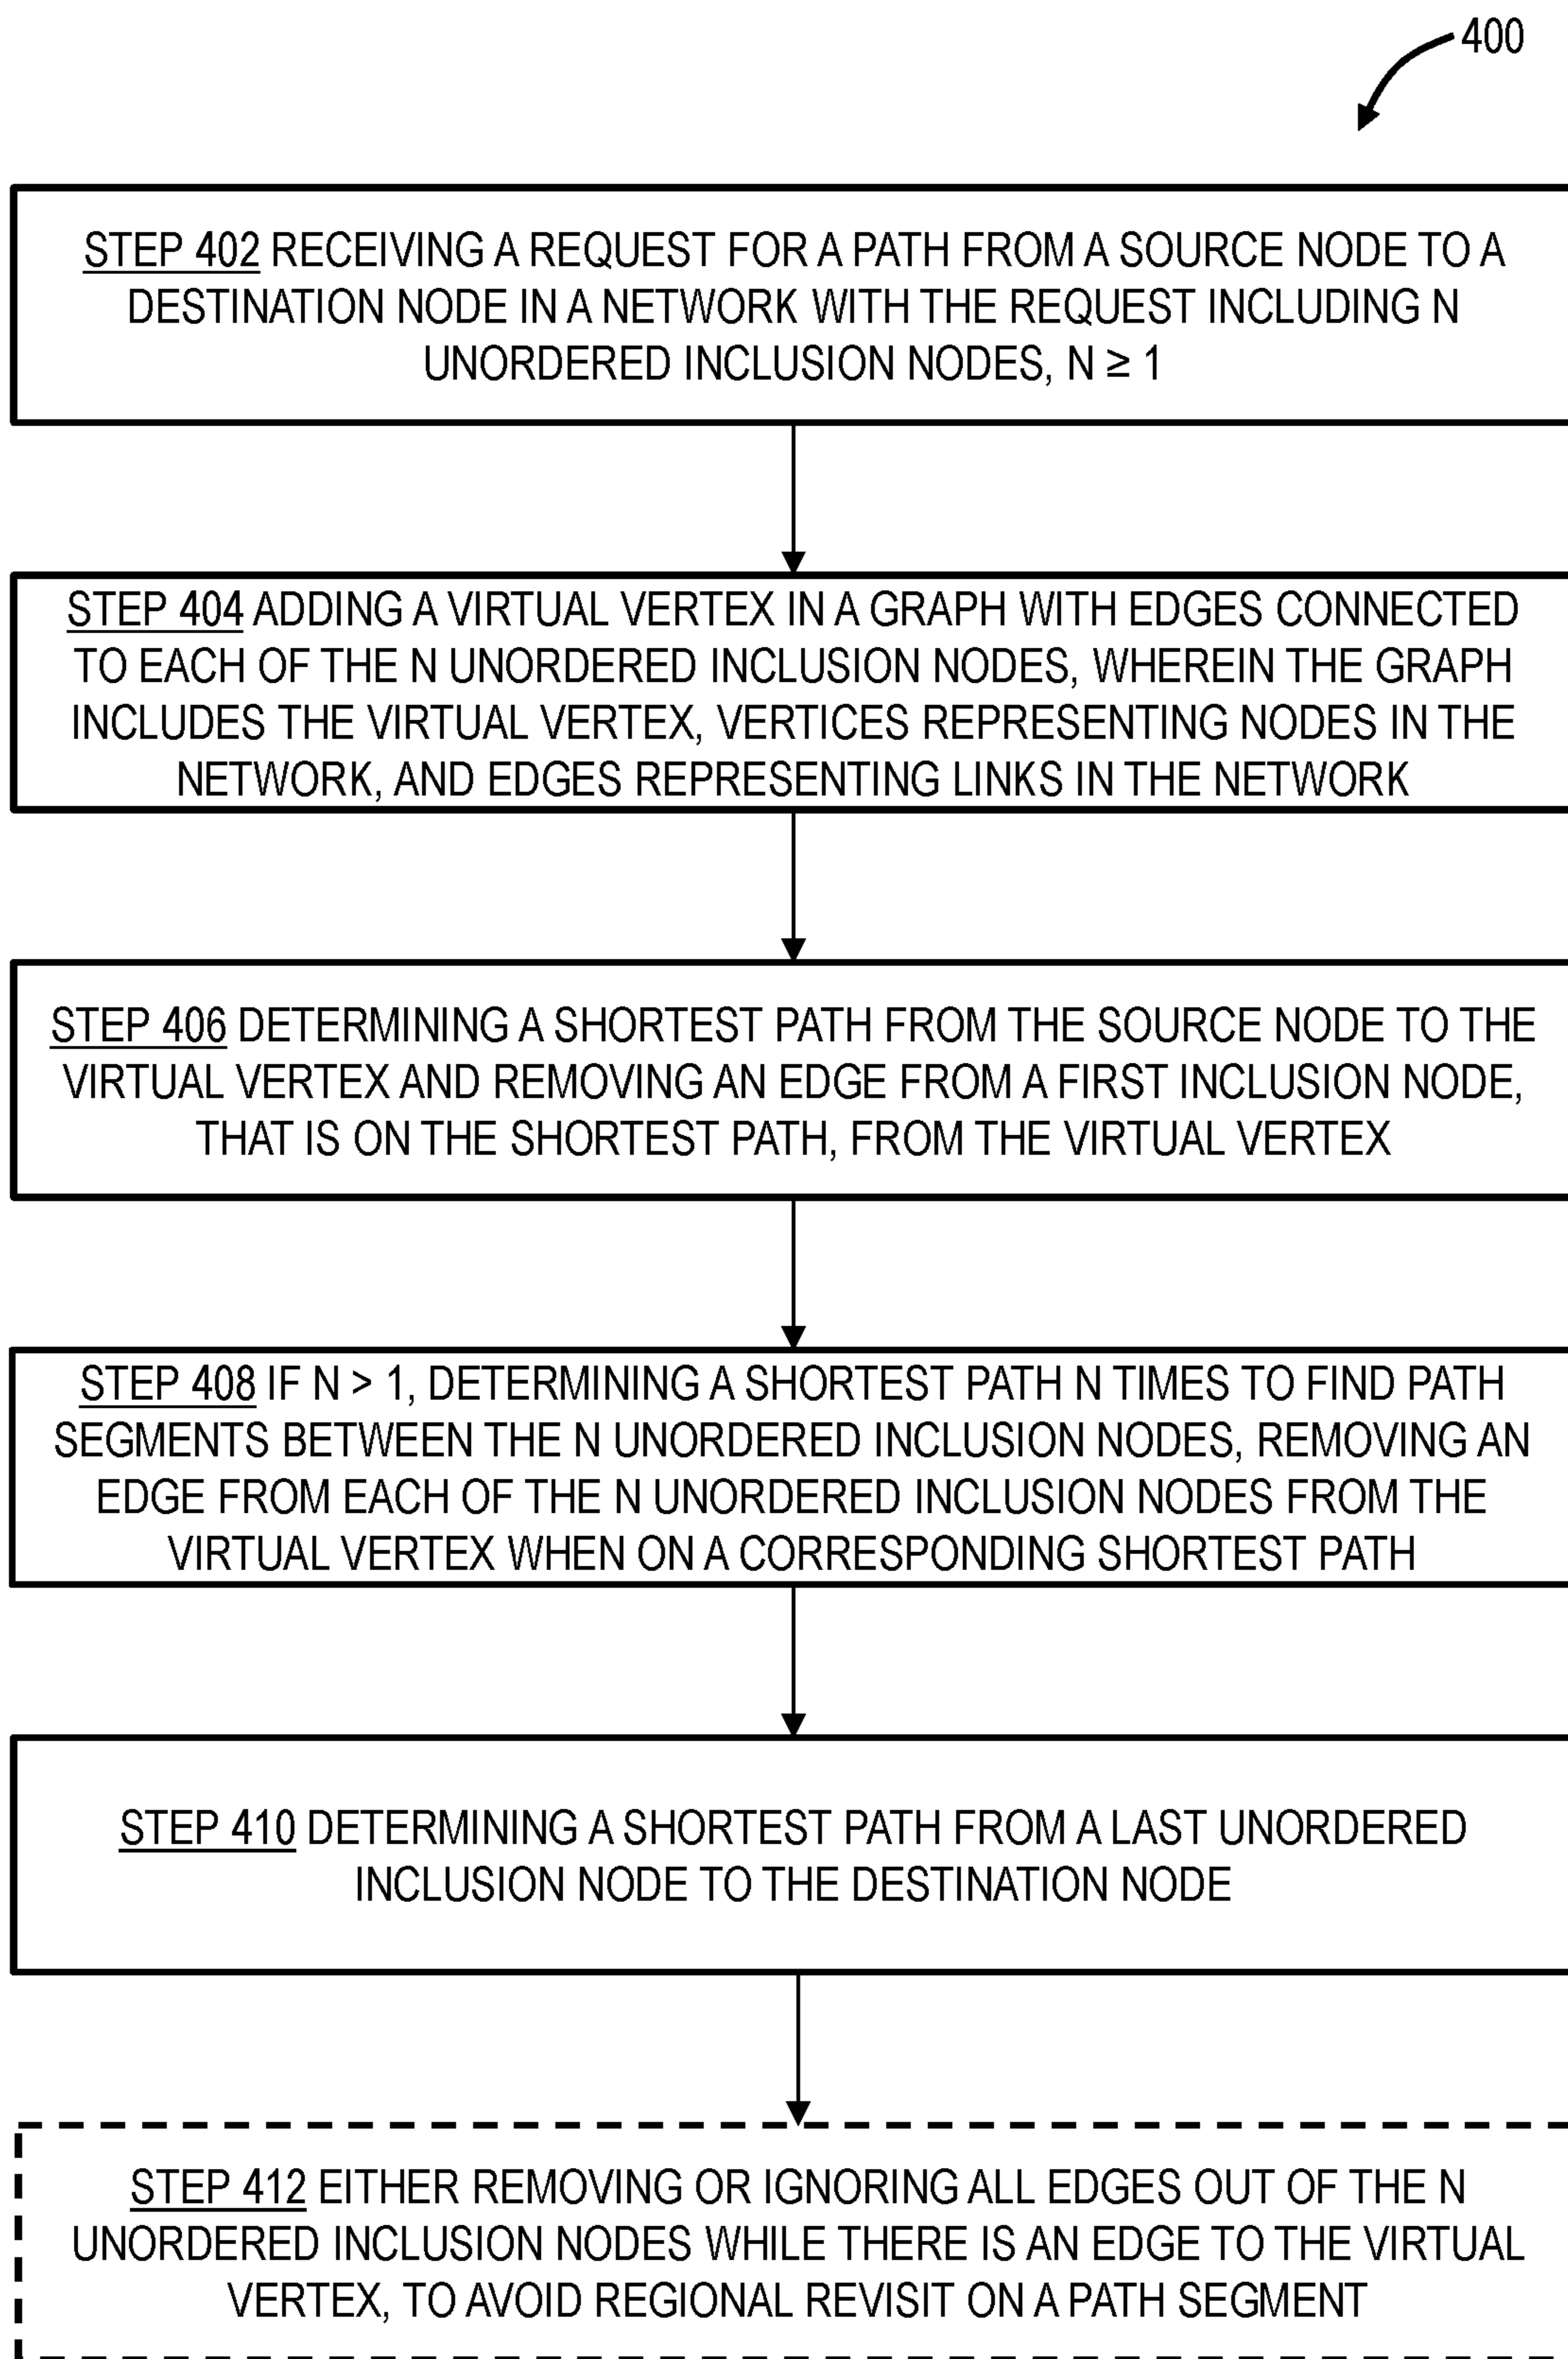 400
STEP 402 RECEIVING A REQUEST FOR A PATH FROM A SOURCE NODE TO A
DESTINATION NODE IN A NETWORK WITH THE REQUEST INCLUDING N
UNORDERED INCLUSION NODES, N ≥ 1
STEP 404 ADDING A VIRTUAL VERTEX IN A GRAPH WITH EDGES CONNECTED
TO EACH OF THE N UNORDERED INCLUSION NODES, WHEREIN THE GRAPH
INCLUDES THE VIRTUAL VERTEX, VERTICES REPRESENTING NODES IN THE
NETWORK, AND EDGES REPRESENTING LINKS IN THE NETWORK
STEP 406 DETERMINING A SHORTEST PATH FROM THE SOURCE NODE TO THE
VIRTUAL VERTEX AND REMOVING AN EDGE FROM A FIRST INCLUSION NODE,
THAT IS ON THE SHORTEST PATH, FROM THE VIRTUAL VERTEX
STEP 408 IF N > 1, DETERMINING A SHORTEST PATH N TIMES TO FIND PATH
SEGMENTS BETWEEN THE N UNORDERED INCLUSION NODES, REMOVING AN
EDGE FROM EACH OF THE N UNORDERED INCLUSION NODES FROM THE
VIRTUAL VERTEX WHEN ON A CORRESPONDING SHORTEST PATH
STEP 410 DETERMINING A SHORTEST PATH FROM A LAST UNORDERED
INCLUSION NODE TO THE DESTINATION NODE
STEP 412 EITHER REMOVING OR IGNORING ALL EDGES OUT OF THE N
UNORDERED INCLUSION NODES WHILE THERE IS AN EDGE TO THE VIRTUAL
VERTEX, TO AVOID REGIONAL REVISIT ON A PATH SEGMENT